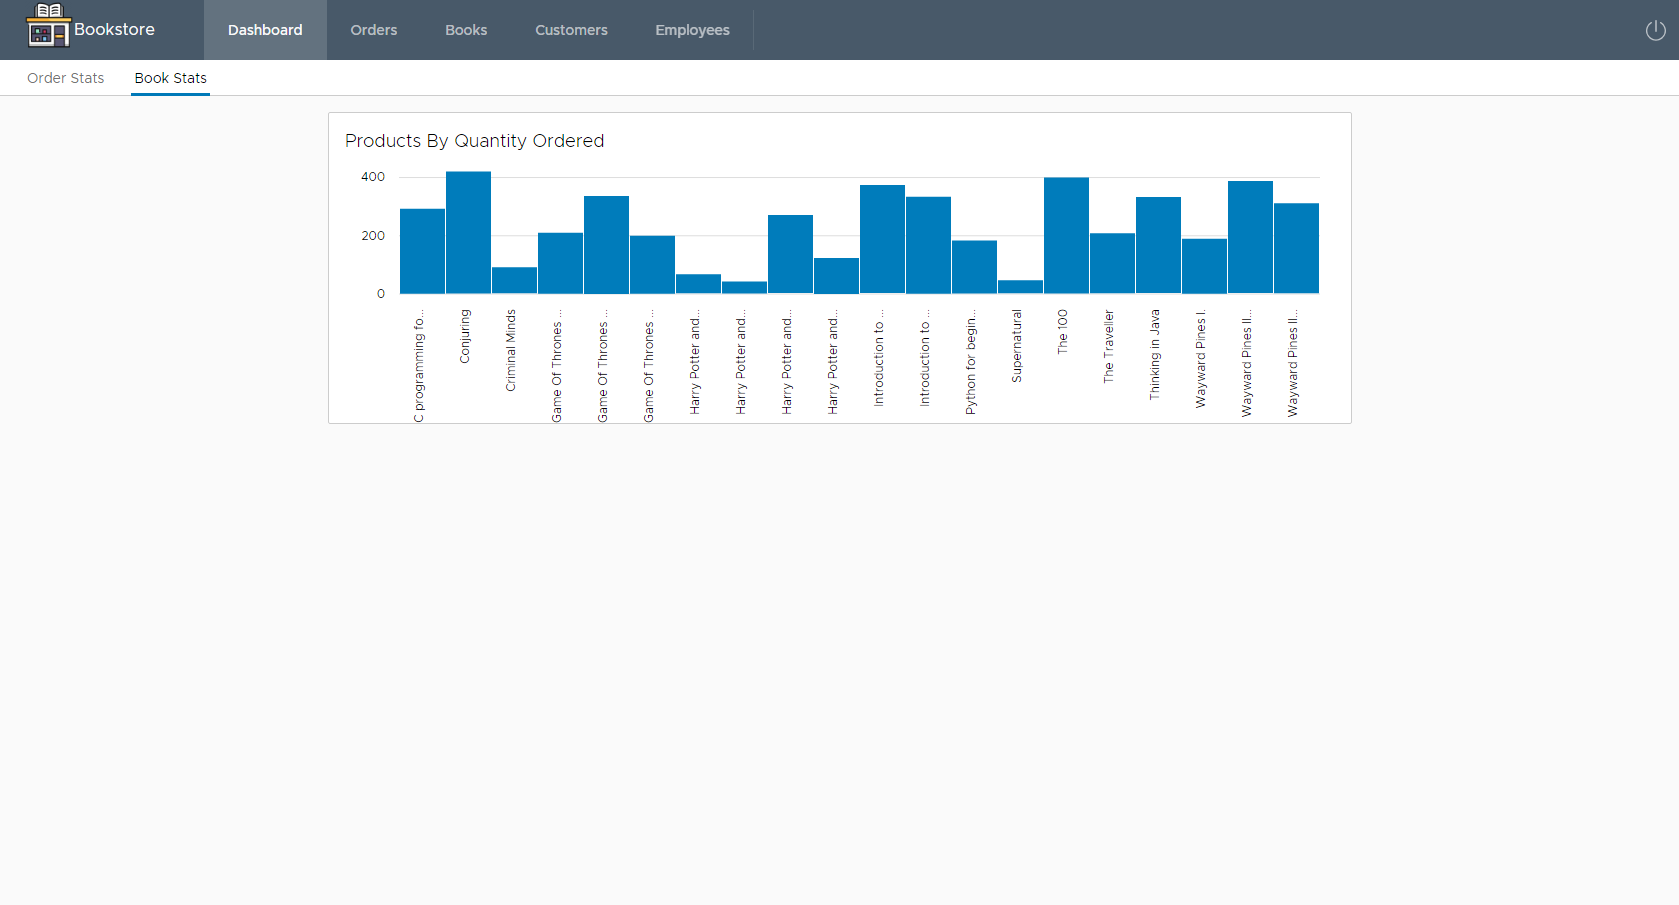 Bookstore
Dashboard
Orders
Books
Customers
Employees
Order Stats
Book Stats
Products By Quantity Ordered
400
200
0
C programming fo...
Conjuring
Criminal Minds
Game Of Thrones ...
Game Of Thrones ...
Game Of Thrones ...
Harry Potter and...
Harry Potter and...
Harry Potter and...
Harry Potter and...
Introduction to ...
Introduction to ...
Python for begin...
Supernatural
The 100
The Traveller
Thinking in Java
Wayward Pines I.
Wayward Pines II...
Wayward Pines II...